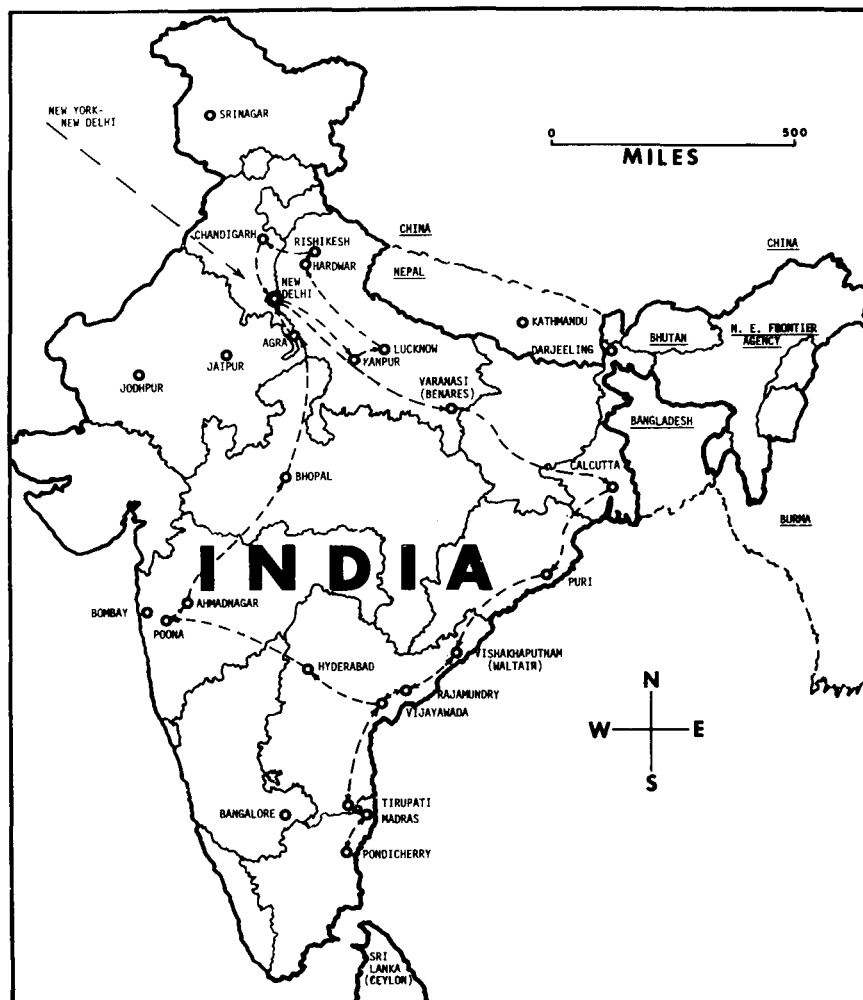 NEW YORK-
NEW DELHI
SRINAGAR
0 500
MILES
CHANDIGARH
RISHIKESH
HARDWAR
CHINA
CHINA
NEPAL
NEW
DELHI
KATHMANDU
BHUTAN
N. E. FRONTIER
AGENCY
AGRA
LUCKNOW
DARJEELING
JAIPUR
KANPUR
JODHPUR
VARANASI
(BENARES)
BANGLADESH
CALCUTTA
BHOPAL
BURMA
INDIA
PURI
AHMADNAGAR
BOMBAY
POONA
VISHAKHAPUTNAM
(WALTAIR)
HYDERABAD
RAJAMUNDRY
VIJAYAWADA
N
W E
S
TIRUPATI
BANGALORE
MADRAS
PONDICHERRY
SRI
LANKA
(CEYLON)